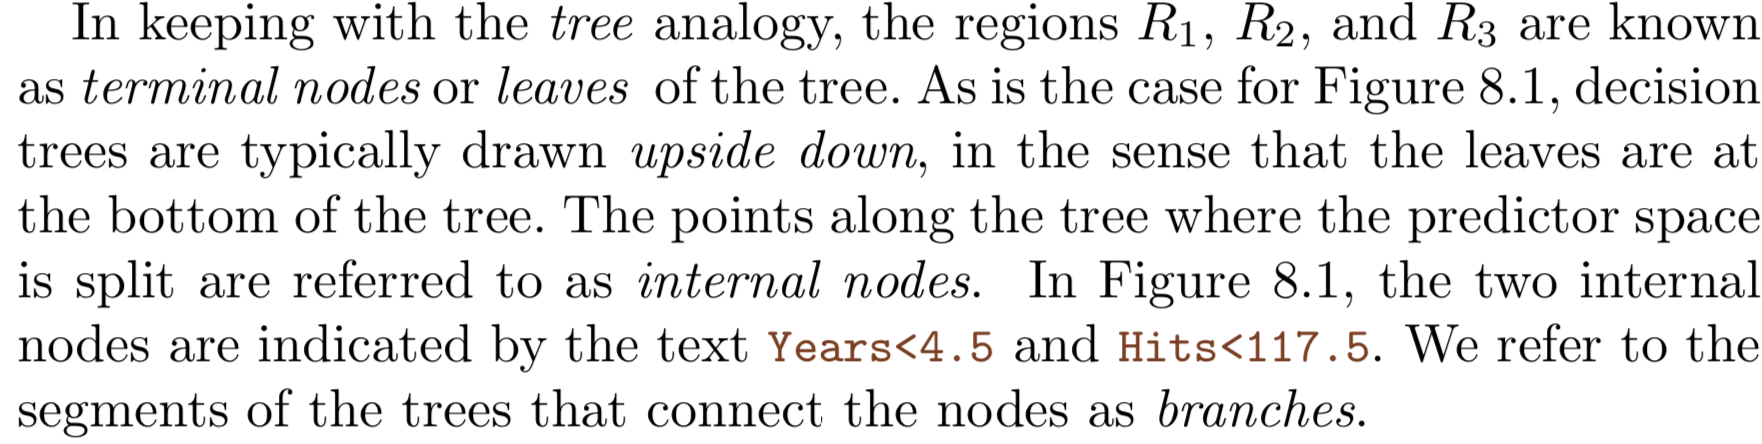 In keeping with the tree analogy, the regions R₁, R₂, and R₃ are known
as terminal nodes or leaves of the tree. As is the case for Figure 8.1, decision
trees are typically drawn upside down, in the sense that the leaves are at
the bottom of the tree. The points along the tree where the predictor space
is split are referred to as internal nodes. In Figure 8.1, the two internal
nodes are indicated by the text Years<4.5 and Hits<117.5. We refer to the
segments of the trees that connect the nodes as branches.